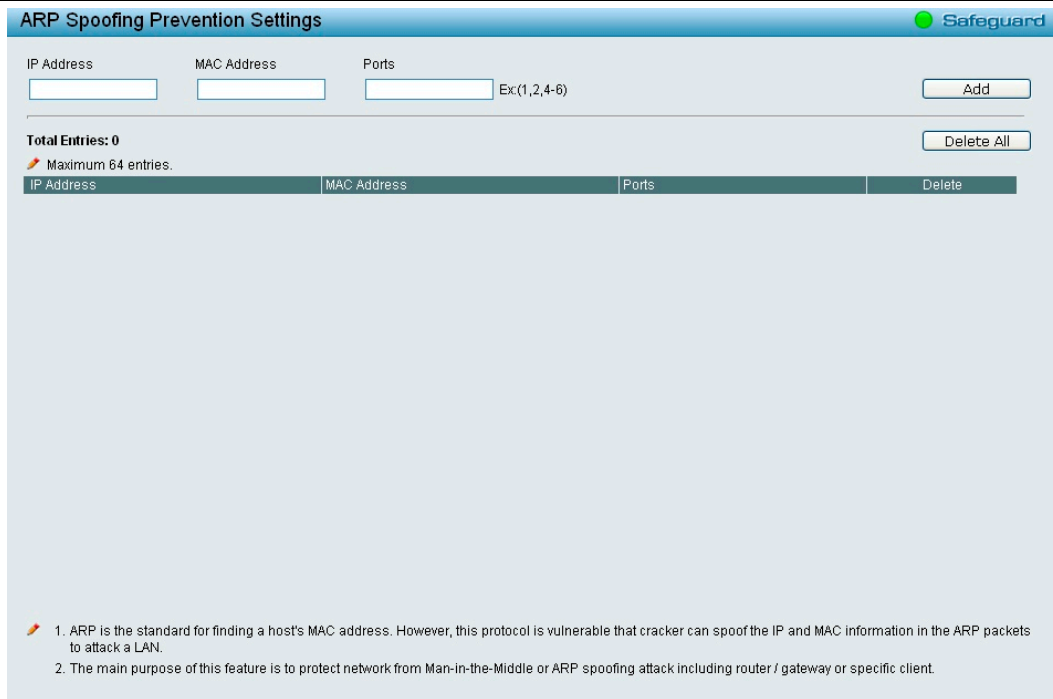 ARP Spoofing Prevention Settings
Safeguard
IP Address MAC Address Ports
Ex:(1,2,4-6)
Add
Total Entries: 0
Delete All
Maximum 64 entries.
IP Address MAC Address Ports Delete
1. ARP is the standard for finding a host's MAC address. However, this protocol is vulnerable that cracker can spoof the IP and MAC information in the ARP packets
to attack a LAN.
2. The main purpose of this feature is to protect network from Man-in-the-Middle or ARP spoofing attack including router / gateway or specific client.